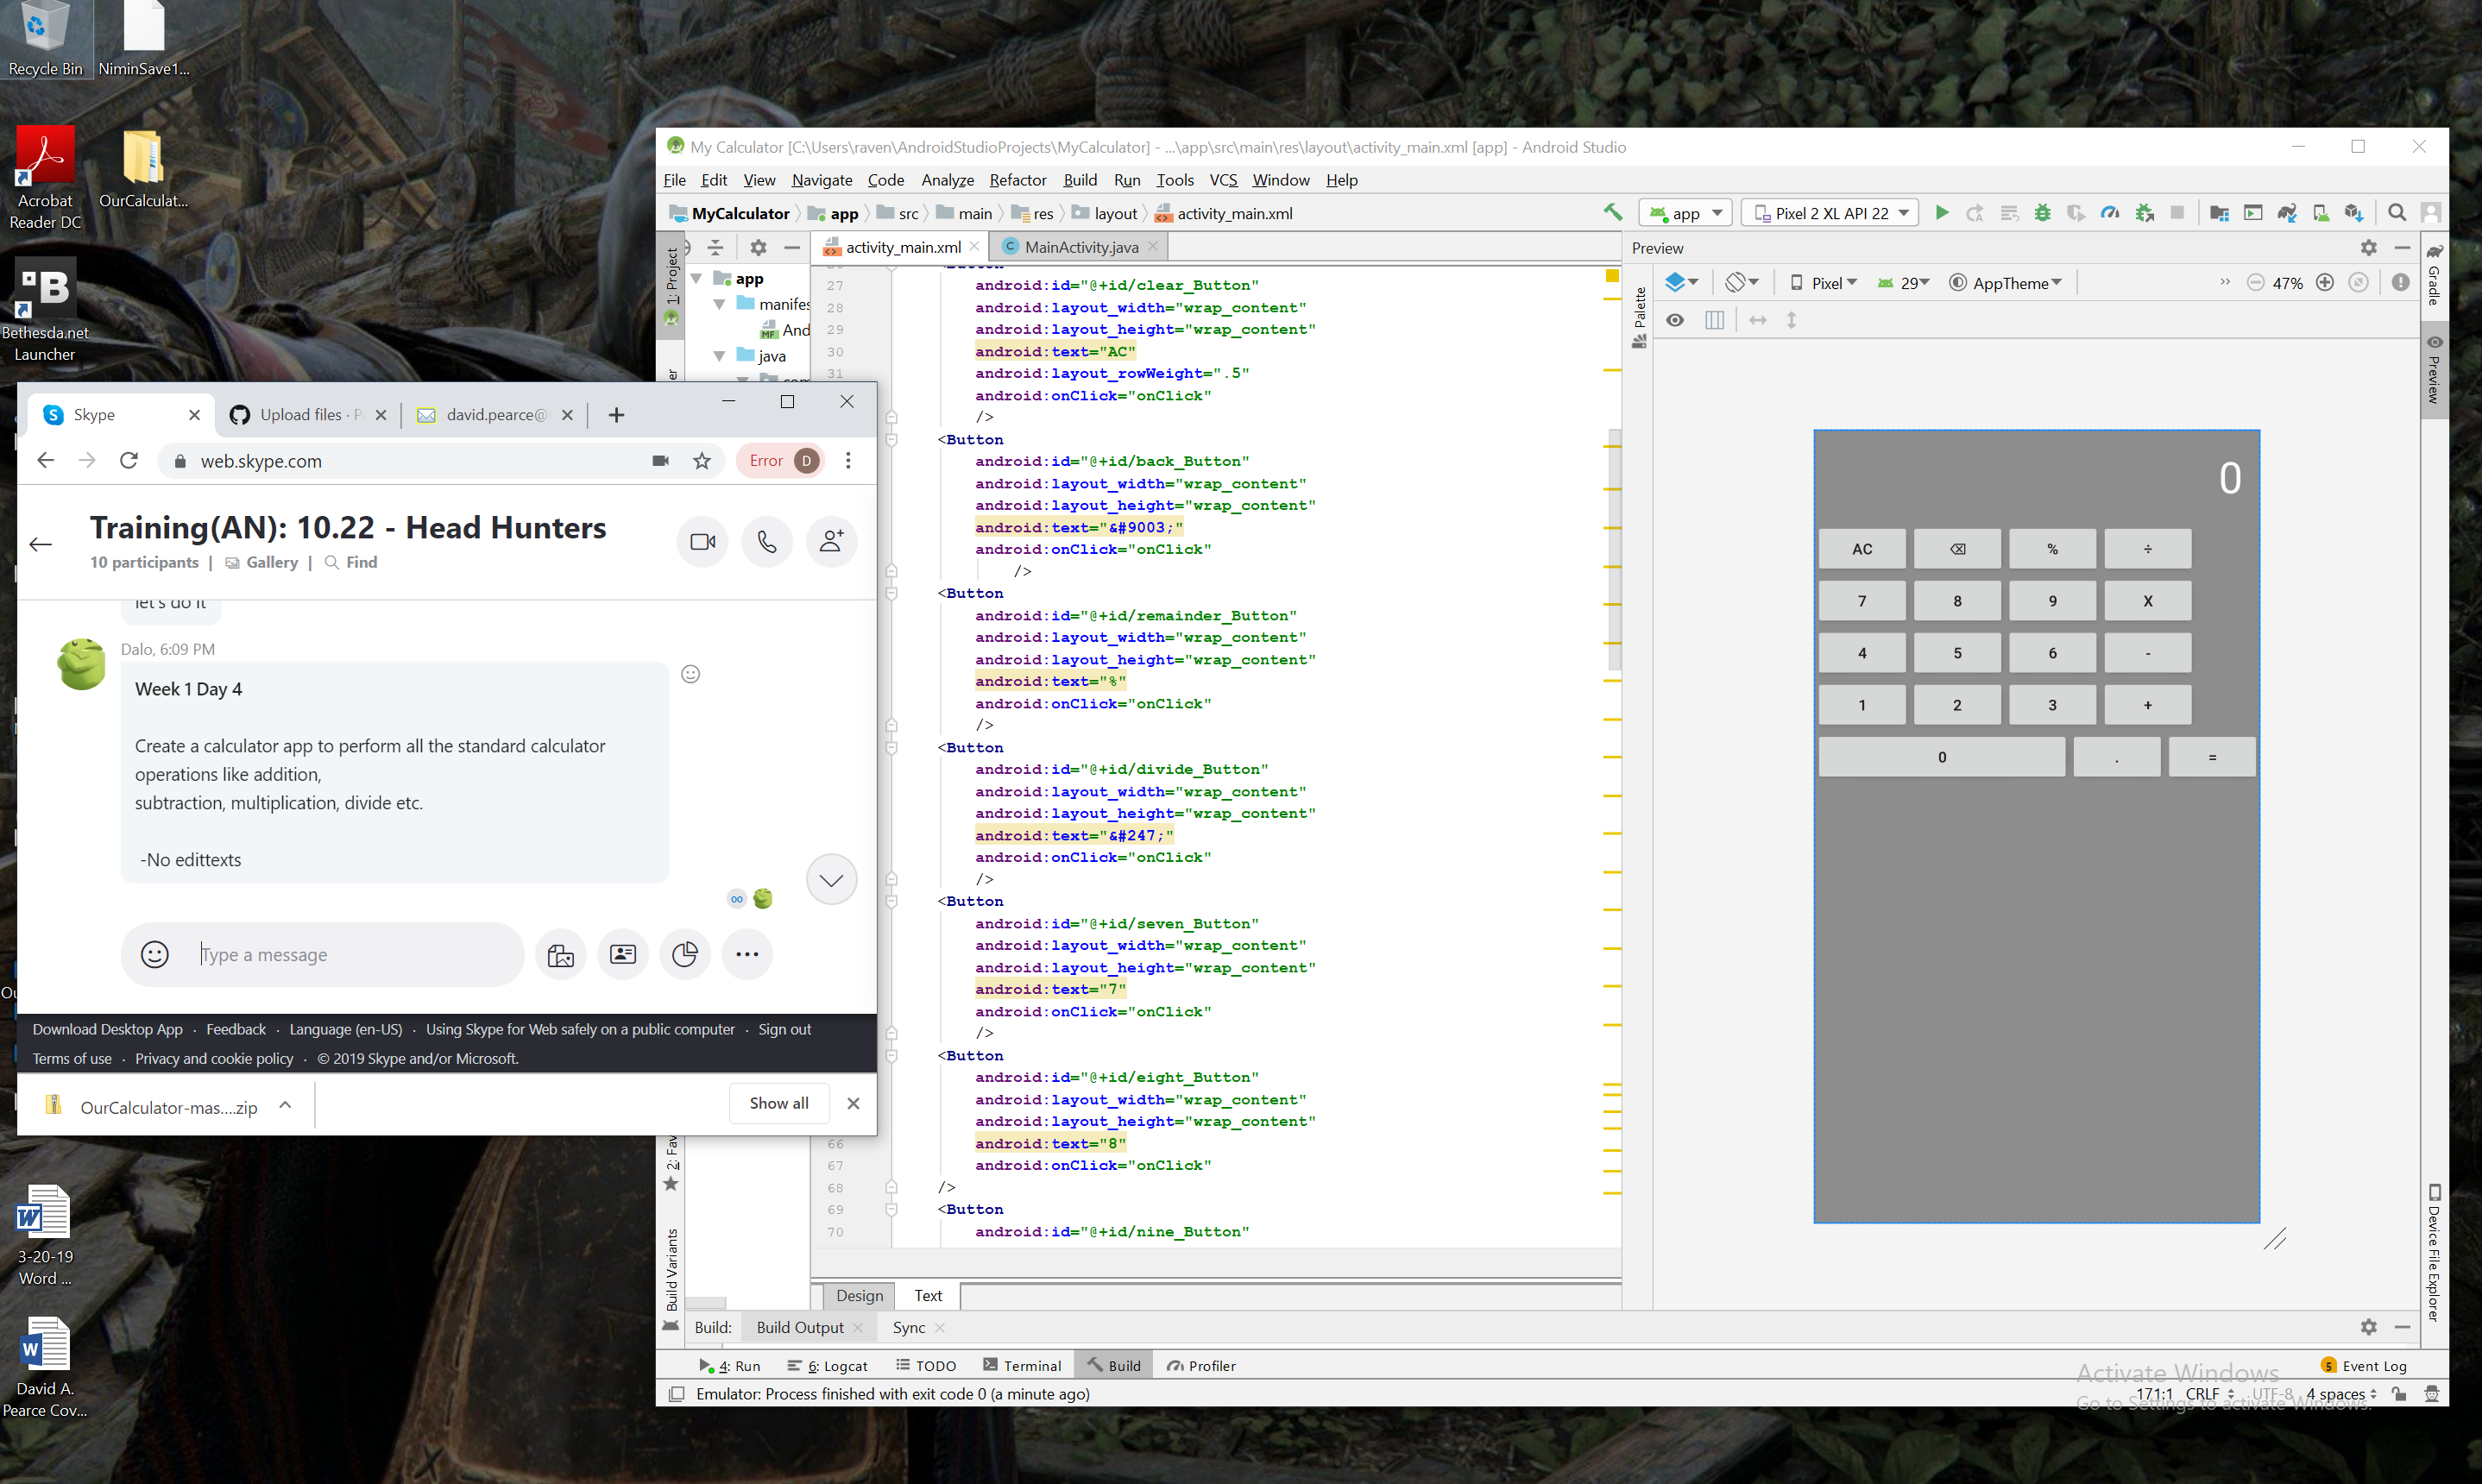 Recycle Bin
NiminSave1...
Acrobat
Reader DC
OurCalculat...
Bethesda.net
Launcher
3-20-19
Word ...
David A.
Pearce Cov...
My Calculator [C:\Users\raven\AndroidStudioProjects\MyCalculator] - ...\app\src\main\res\layout\activity_main.xml [app] - Android Studio
File Edit View Navigate Code Analyze Refactor Build Run Tools VCS Window Help
MyCalculator app src main res layout activity_main.xml
app Pixel 2 XL API 22
1: Project
app
manifes
And
java
activity_main.xml MainActivity.java
27 android:id="@+id/clear_Button"
28 android:layout_width="wrap_content"
29 android:layout_height="wrap_content"
30 android:text="AC"
31 android:layout_rowWeight=".5"
android:onClick="onClick"
/>
<Button
android:id="@+id/back_Button"
android:layout_width="wrap_content"
android:layout_height="wrap_content"
android:text="&#9003;"
android:onClick="onClick"
/>
<Button
android:id="@+id/remainder_Button"
android:layout_width="wrap_content"
android:layout_height="wrap_content"
android:text="%"
android:onClick="onClick"
/>
<Button
android:id="@+id/divide_Button"
android:layout_width="wrap_content"
android:layout_height="wrap_content"
android:text="&#247;"
android:onClick="onClick"
/>
<Button
android:id="@+id/seven_Button"
android:layout_width="wrap_content"
android:layout_height="wrap_content"
android:text="7"
android:onClick="onClick"
/>
<Button
android:id="@+id/eight_Button"
android:layout_width="wrap_content"
android:layout_height="wrap_content"
66 android:text="8"
67 android:onClick="onClick"
68 />
69 <Button
70 android:id="@+id/nine_Button"
Design Text
Preview
Palette
Pixel 29 AppTheme 47%
0
AC ⌫ % ÷
7 8 9 X
4 5 6 -
1 2 3 +
0 . =
Gradle
Preview
Device File Explorer
2: Fav
Build Variants
Build: Build Output Sync
4: Run 6: Logcat TODO Terminal Build Profiler
5 Event Log
Emulator: Process finished with exit code 0 (a minute ago)
171:1 CRLF UTF-8 4 spaces
Activate Windows
Go to Settings to activate Windows.
Skype Upload files · P david.pearce@
web.skype.com
Error D
Training(AN): 10.22 - Head Hunters
10 participants | Gallery | Find
let's do it
Dalo, 6:09 PM
Week 1 Day 4
Create a calculator app to perform all the standard calculator
operations like addition,
subtraction, multiplication, divide etc.
-No edittexts
Type a message
Download Desktop App · Feedback · Language (en-US) · Using Skype for Web safely on a public computer · Sign out
Terms of use · Privacy and cookie policy · © 2019 Skype and/or Microsoft.
OurCalculator-mas....zip
Show all